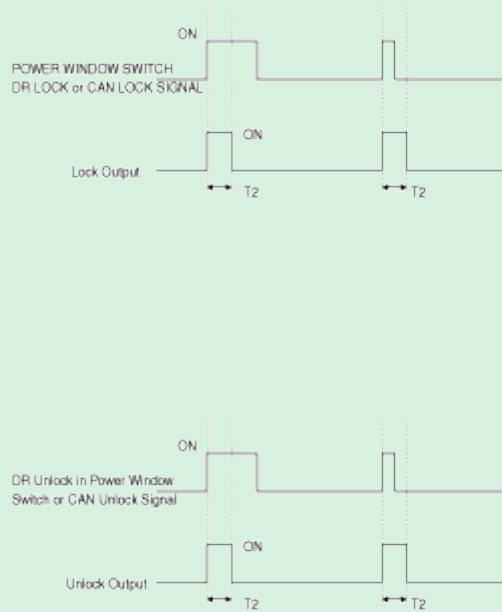 ON
POWER WINDOW SWITCH
DR LOCK or CAN LOCK SIGNAL
ON
Lock Output
T2
T2
ON
DR Unlock in Power Window
Switch or CAN Unlock Signal
ON
Unlock Output
T2
T2